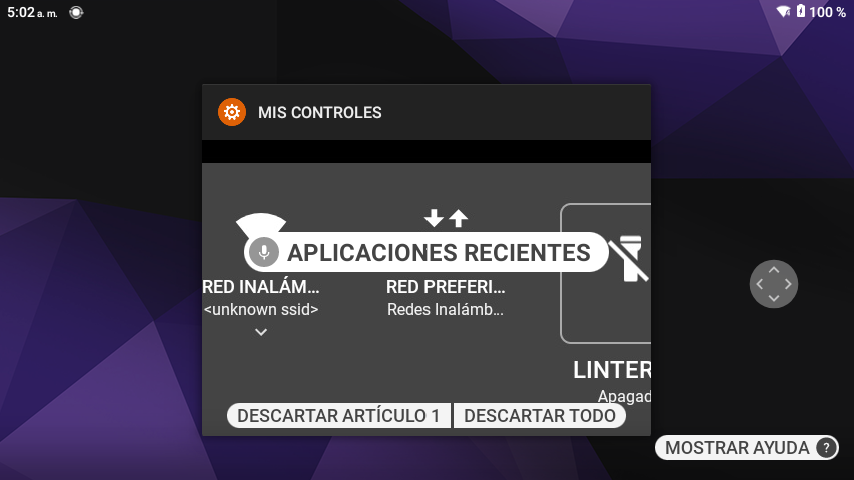 5:02 a. m.
100 %
MIS CONTROLES
APLICACIONES RECIENTES
RED INALÁM...
<unknown ssid>
RED PREFERI...
Redes Inalámb...
LINTER
Apagad
DESCARTAR ARTÍCULO 1
DESCARTAR TODO
MOSTRAR AYUDA ?